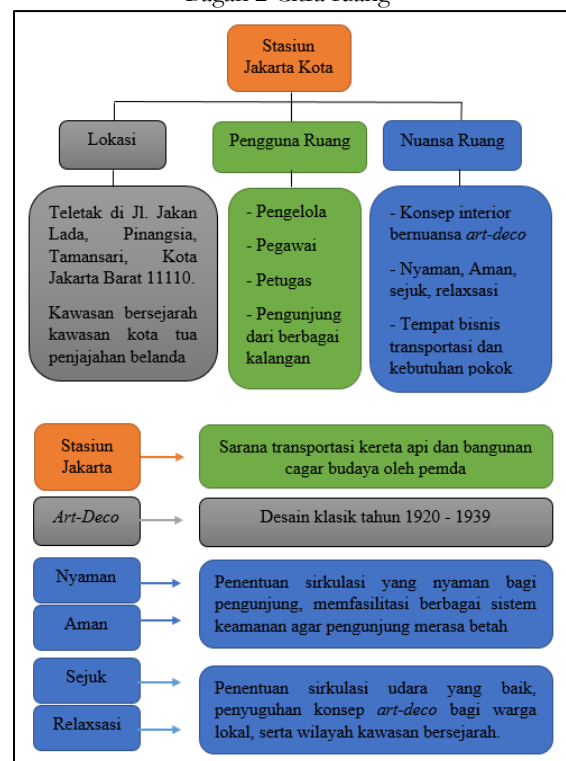 Stasiun
Jakarta Kota
Lokasi
Pengguna Ruang
Nuansa Ruang
Teletak di Jl. Jakan
Lada, Pinangsia,
Tamansari, Kota
Jakarta Barat 11110.
Kawasan bersejarah
kawasan kota tua
penjajahan belanda
- Pengelola
- Pegawai
- Petugas
- Pengunjung
dari berbagai
kalangan
- Konsep interior
bernuansa art-deco
- Nyaman, Aman,
sejuk, relaxsasi
- Tempat bisnis
transportasi dan
kebutuhan pokok
Stasiun
Jakarta
Sarana transportasi kereta api dan bangunan
cagar budaya oleh pemda
Art-Deco
Desain klasik tahun 1920 - 1939
Nyaman
Aman
Penentuan sirkulasi yang nyaman bagi
pengunjung, memfasilitasi berbagai sistem
keamanan agar pengunjung merasa betah
Sejuk
Relaxsasi
Penentuan sirkulasi udara yang baik,
penyuguhan konsep art-deco bagi warga
lokal, serta wilayah kawasan bersejarah.